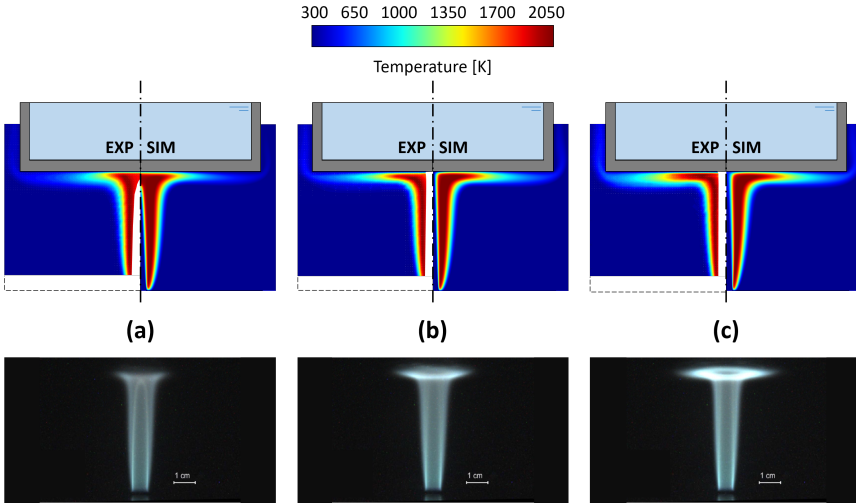 300 650 1000 1350 1700 2050
Temperature [K]
EXP SIM
EXP SIM
EXP SIM
(a)
(b)
(c)
1 cm
1 cm
1 cm